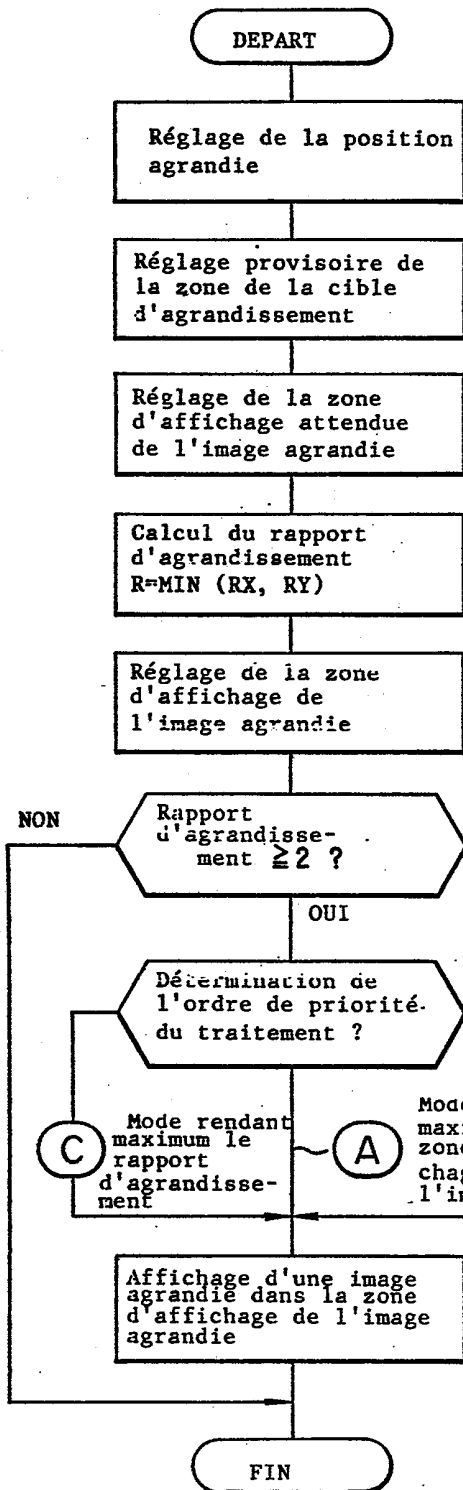 DEPART
Réglage de la position
agrandie
Réglage provisoire de
la zone de la cible
d'agrandissement
Réglage de la zone
d'affichage attendue
de l'image agrandie
Calcul du rapport
d'agrandissement
R=MIN (RX, RY)
Réglage de la zone
d'affichage de
l'image agrandie
NON
Rapport
d'agrandisse-
ment ≧2 ?
OUI
Détermination de
l'ordre de priorité
du traitement ?
C
Mode rendant
maximum le
rapport
d'agrandisse-
ment
A
Affichage d'une image
agrandie dans la zone
d'affichage de l'image
agrandie
FIN